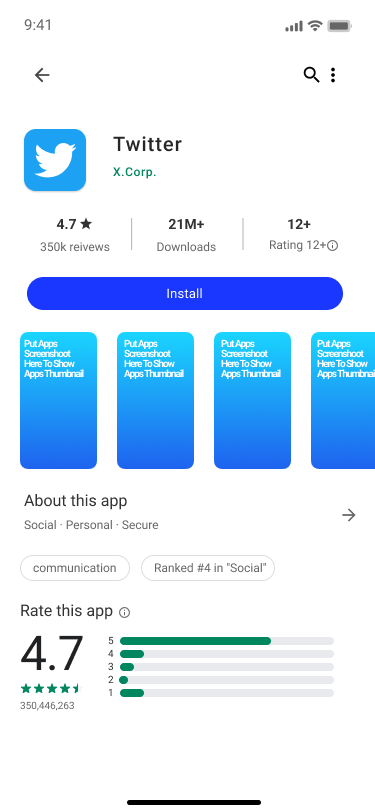 9:41
Twitter
X.Corp.
4.7 ★
21M+
12+
350k reivews
Downloads
Rating 12+
Install
Put Apps
Screenshoot
Here To Show
Apps Thumbnail
Put Apps
Screenshoot
Here To Show
Apps Thumbnail
Put Apps
Screenshoot
Here To Show
Apps Thumbnail
Put Apps
Screenshoot
Here To Show
Apps Thumbnail
About this app
Social · Personal · Secure
communication
Ranked #4 in "Social"
Rate this app
4.7
350,446,263
5
4
3
2
1